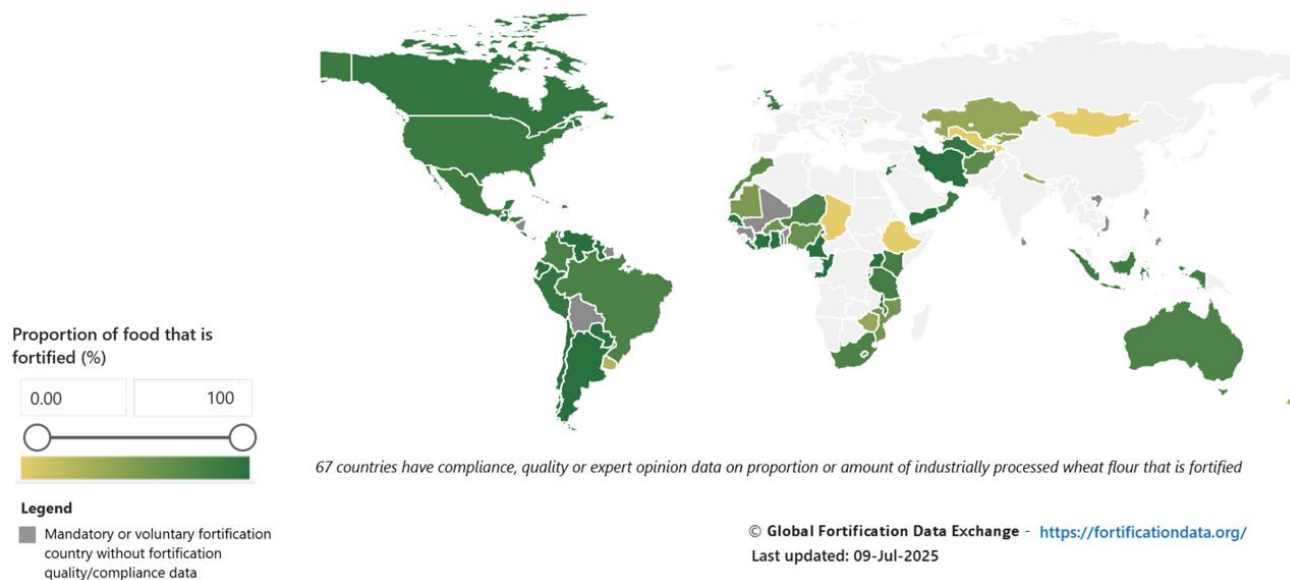 Proportion of food that is
fortified (%)
0.00 100
67 countries have compliance, quality or expert opinion data on proportion or amount of industrially processed wheat flour that is fortified
Legend
Mandatory or voluntary fortification
country without fortification
quality/compliance data
© Global Fortification Data Exchange - https://fortificationdata.org/
Last updated: 09-Jul-2025